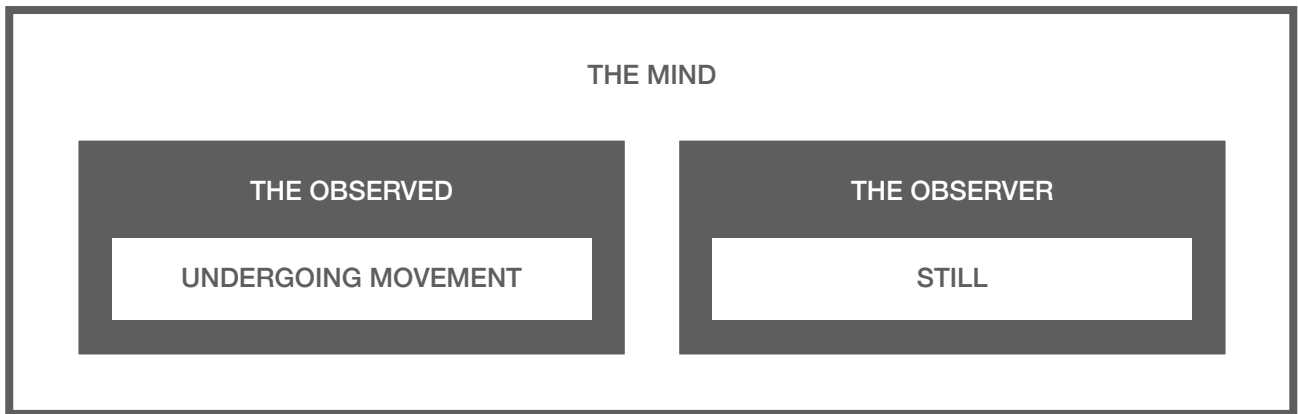 THE MIND
THE OBSERVED
THE OBSERVER
UNDERGOING MOVEMENT
STILL